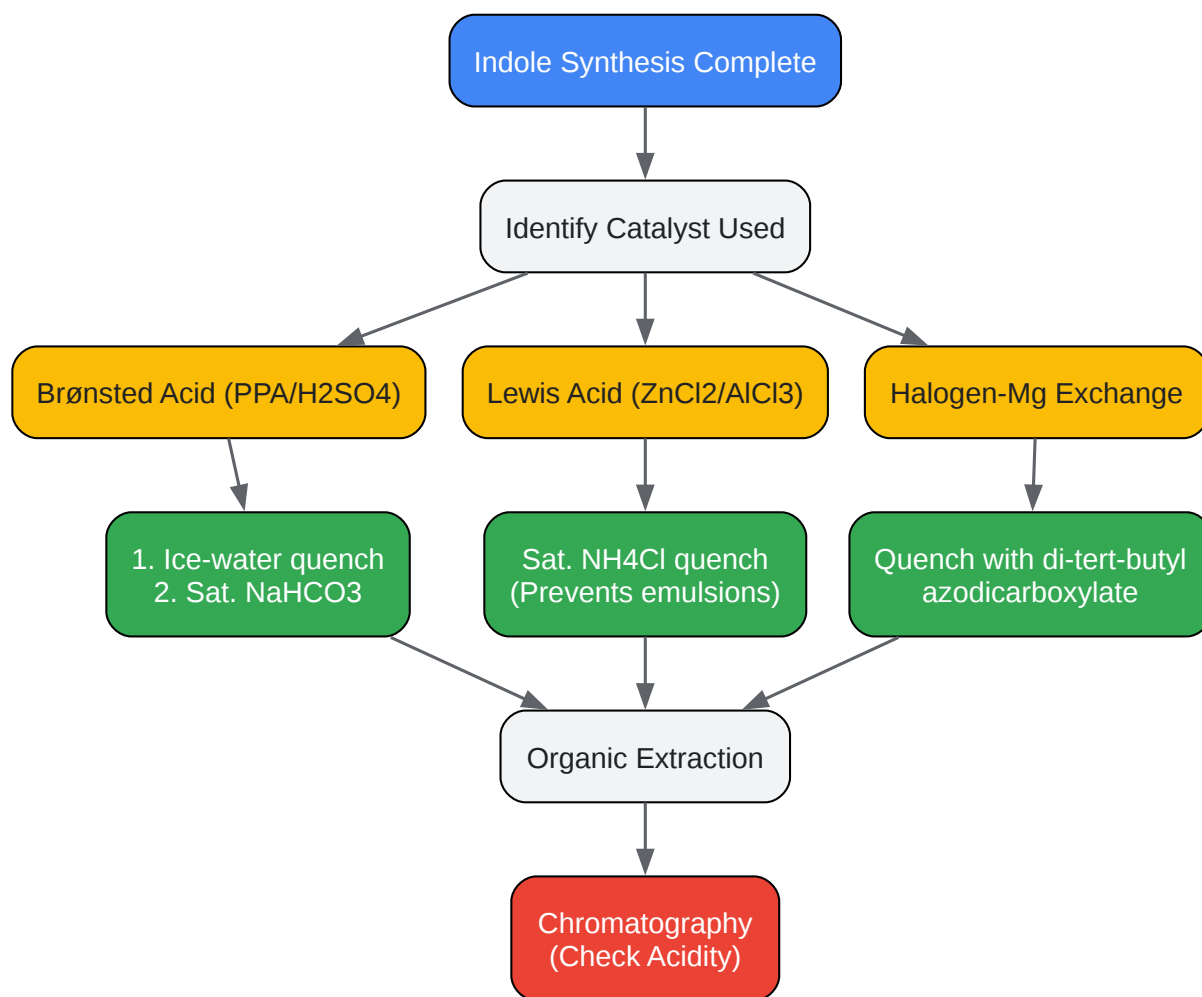 Indole Synthesis Complete
Identify Catalyst Used
Brønsted Acid (PPA/H2SO4)
Lewis Acid (ZnCl2/AlCl3)
Halogen-Mg Exchange
1. Ice-water quench
2. Sat. NaHCO3
Sat. NH4Cl quench
(Prevents emulsions)
Quench with di-tert-butyl
azodicarboxylate
Organic Extraction
Chromatography
(Check Acidity)